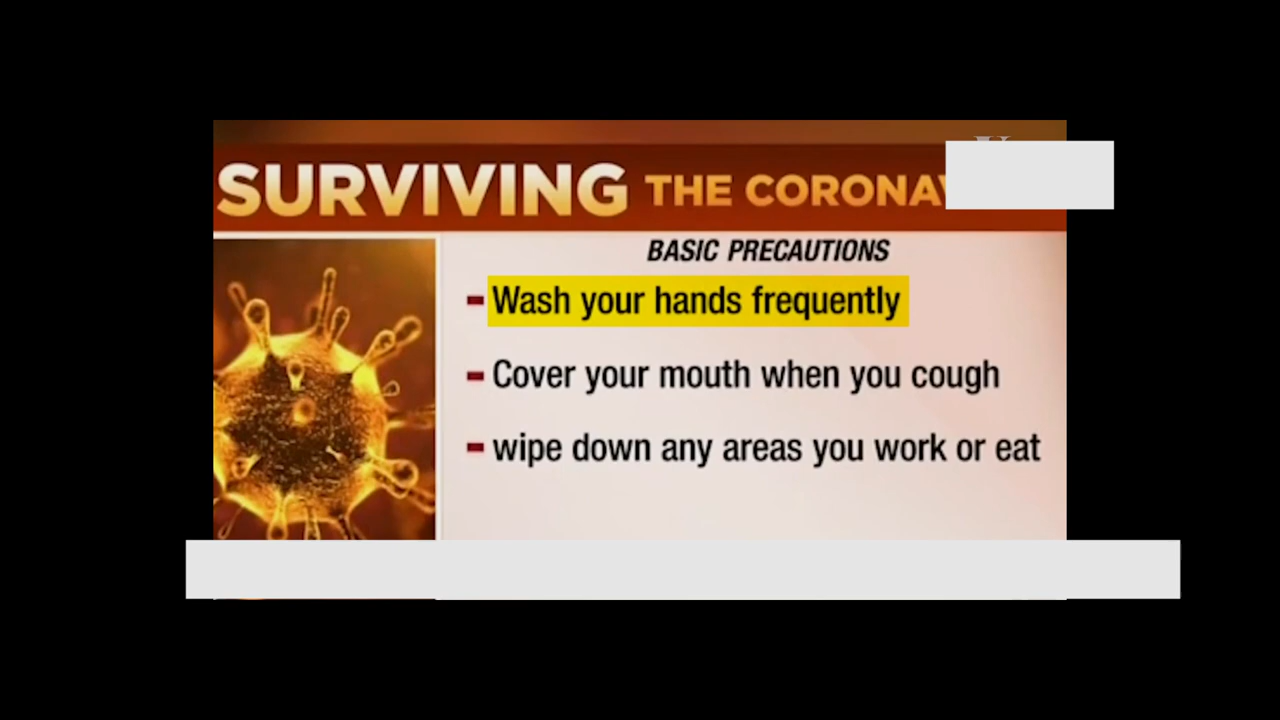 SURVIVING THE CORONAV
BASIC PRECAUTIONS
- Wash your hands frequently
- Cover your mouth when you cough
- wipe down any areas you work or eat